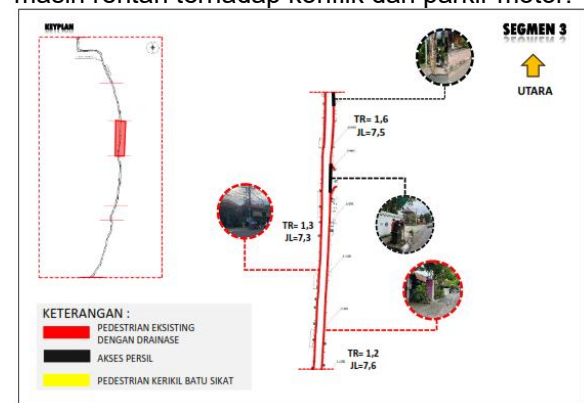 masih rentan terhadap konflik dan parkir motor.
KEYPLAN
SEGMEN 3
UTARA
TR= 1,6
JL=7,5
TR= 1,3
JL=7,3
TR= 1,2
JL=7,6
KETERANGAN :
PEDESTRIAN EKSISTING
DENGAN DRAINASE
AKSES PERSIL
PEDESTRIAN KERIKIL BATU SIKAT